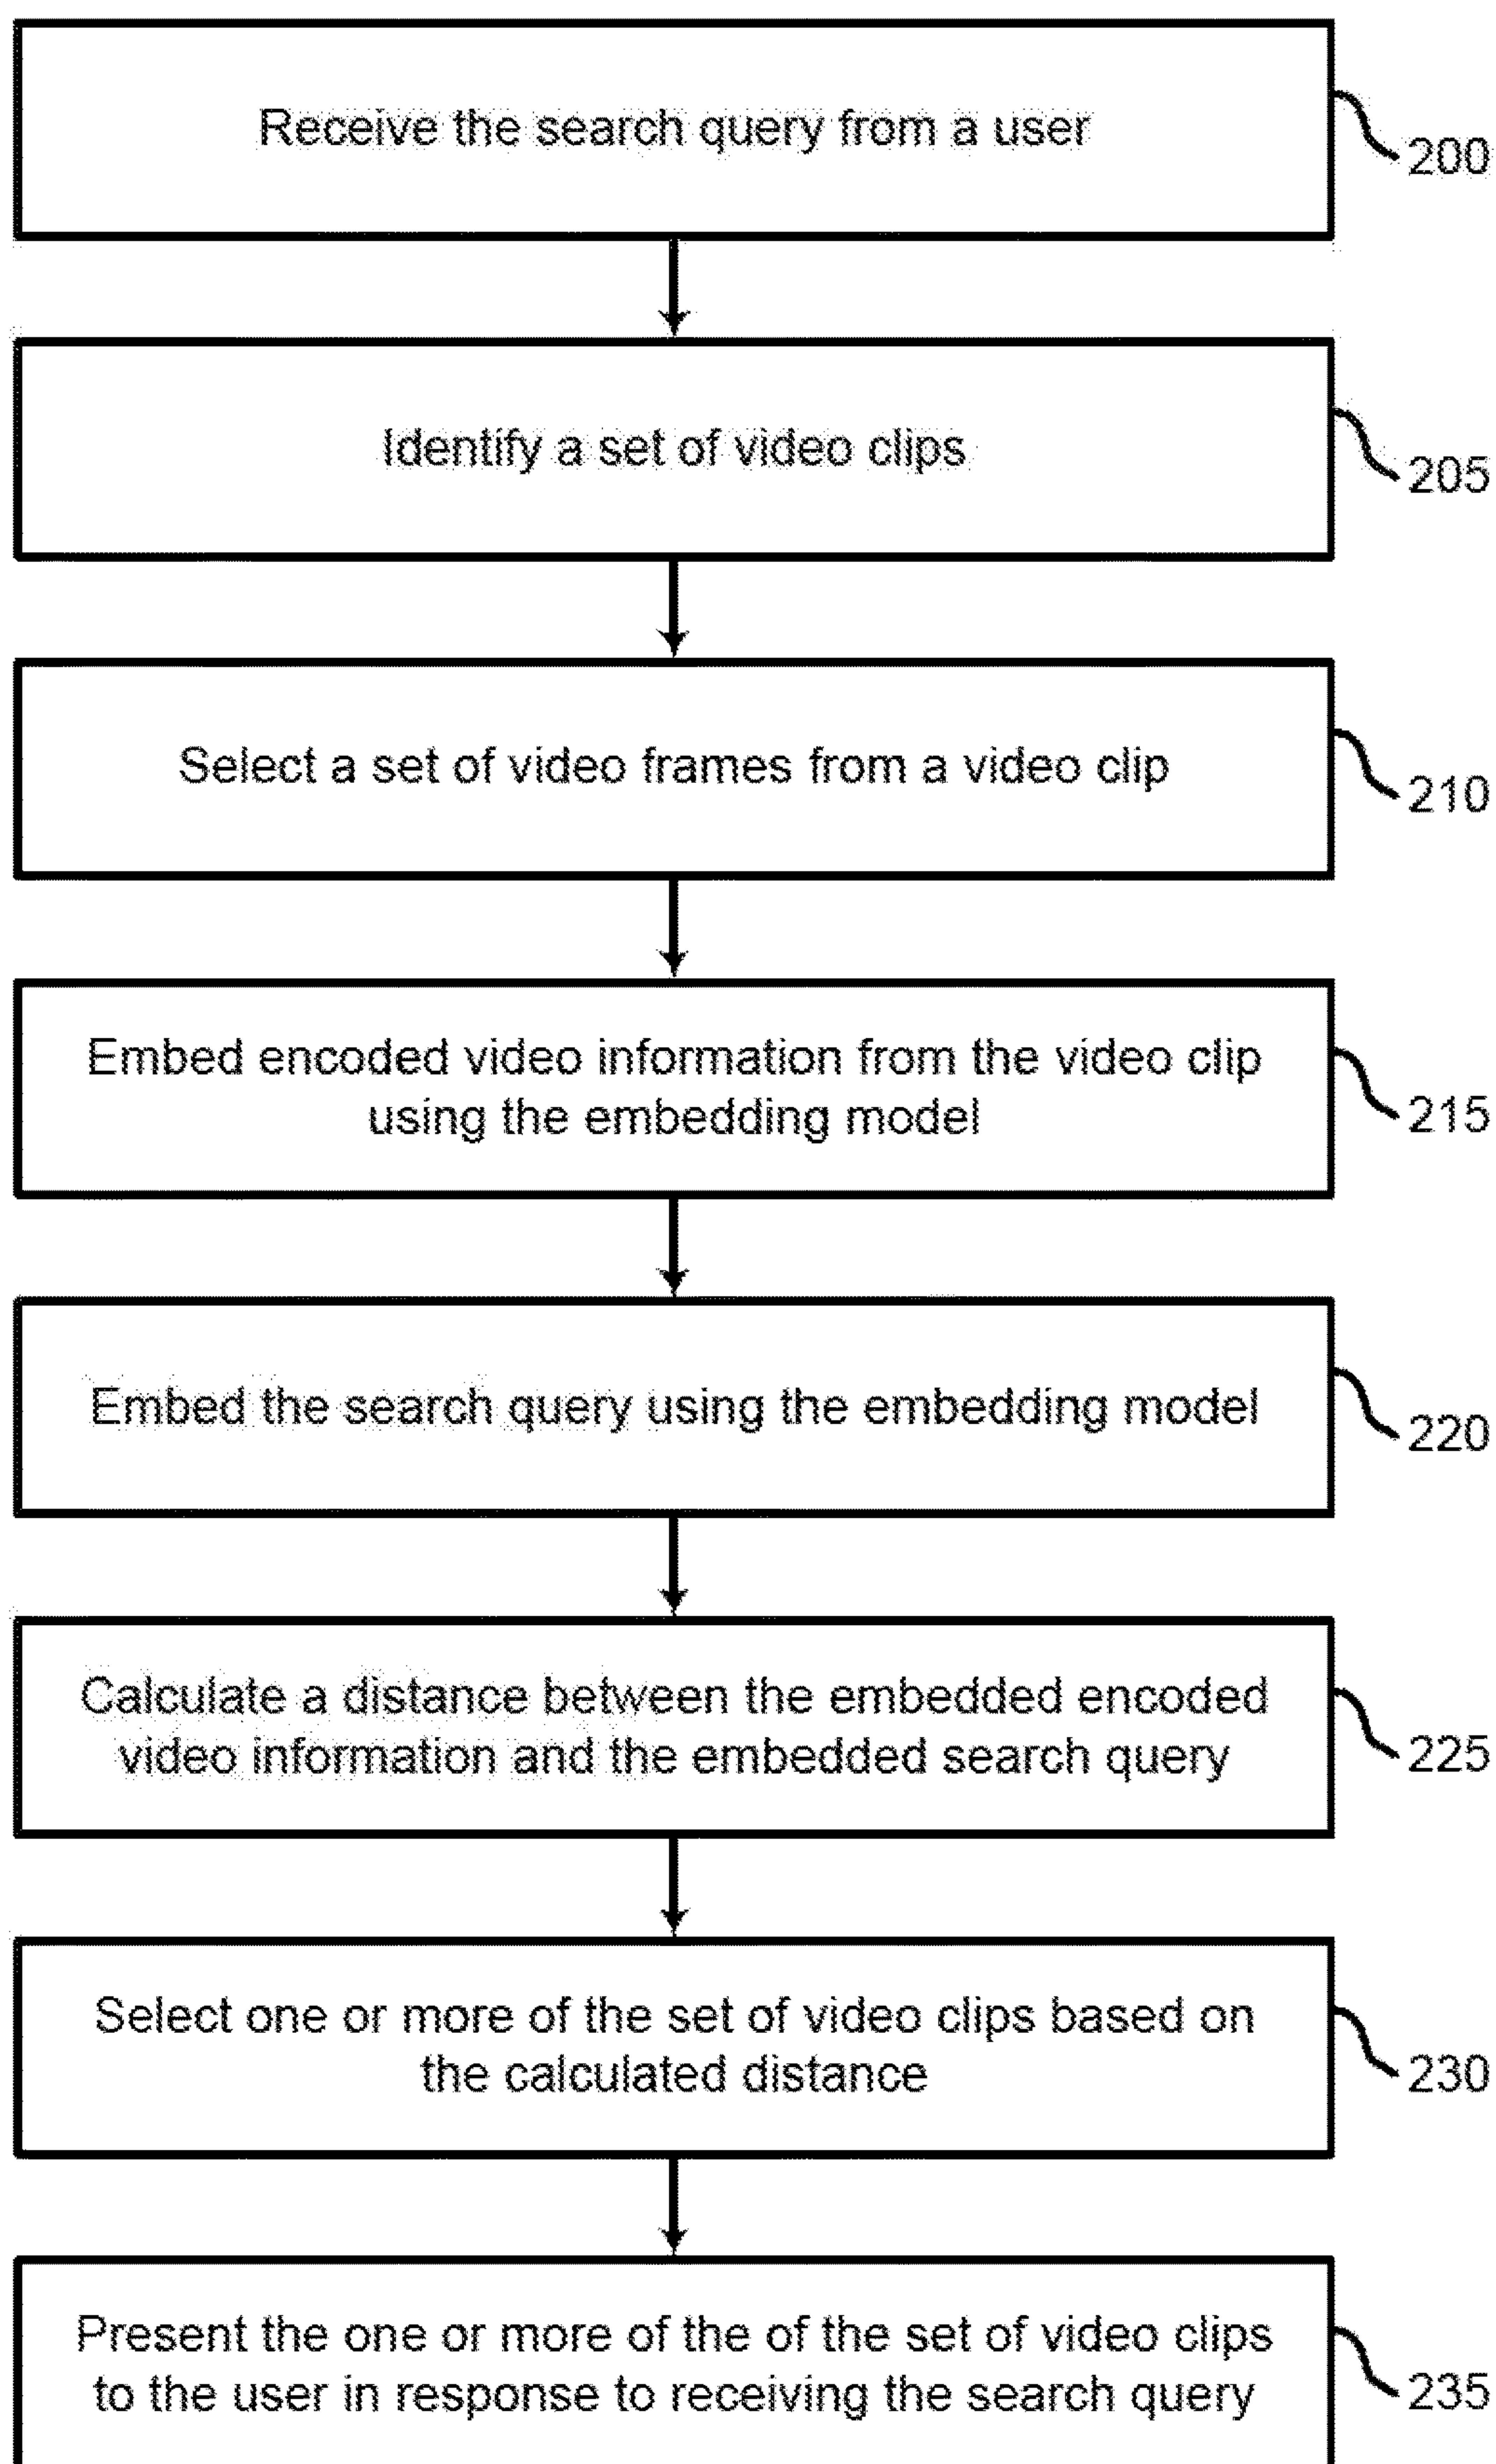 Receive the search query from a user
200
Identify a set of video clips
205
Select a set of video frames from a video clip
210
Embed encoded video information from the video clip
using the embedding model
215
Embed the search query using the embedding model
220
Calculate a distance between the embedded encoded
video information and the embedded search query
225
Select one or more of the set of video clips based on
the calculated distance
230
Present the one or more of the of the set of video clips
to the user in response to receiving the search query
235